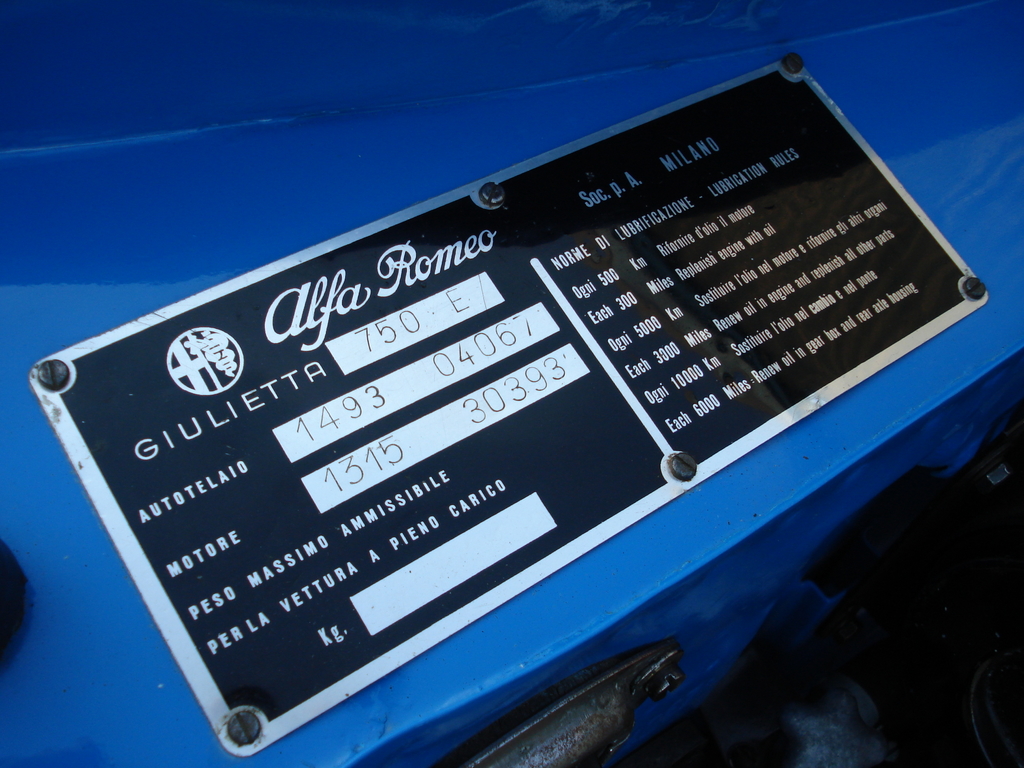 Alfa Romeo
Soc. p. A. MILANO
GIULIETTA 750 E/
AUTOTELAIO 1493 04067
MOTORE 1315 30393
PESO MASSIMO AMMISSIBILE
PER LA VETTURA A PIENO CARICO
Kg.
NORME DI LUBRIFICAZIONE - LUBRICATION RULES
Ogni 500 Km Rifornire d'olio il motore
Each 300 Miles Replenish engine with oil
Ogni 5000 Km Sostituire l'olio nel motore e rifornire gli altri organi
Each 3000 Miles Renew oil in engine and replenish all other parts
Ogni 10000 Km Sostituire l'olio nel cambio e nel ponte
Each 6000 Miles: Renew oil in gear box and rear axle housing